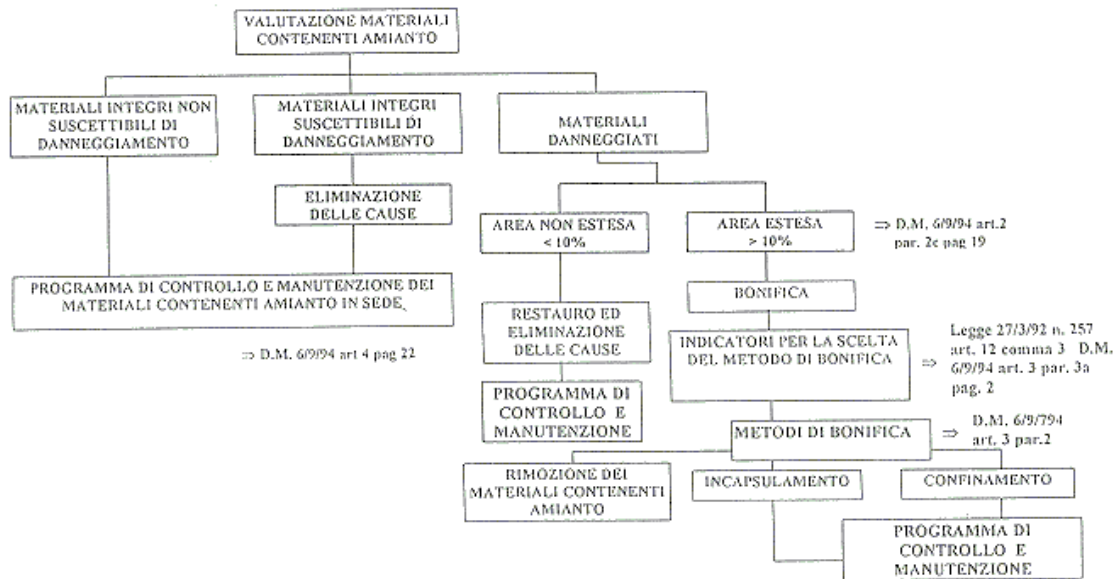 VALUTAZIONE MATERIALI
CONTENENTI AMIANTO
MATERIALI INTEGRI NON
SUSCETTIBILI DI
DANNEGGIAMENTO
MATERIALI INTEGRI
SUSCETTIBILI DI
DANNEGGIAMENTO
MATERIALI
DANNEGGIATI
ELIMINAZIONE
DELLE CAUSE
AREA NON ESTESA
< 10%
AREA ESTESA
> 10%
⇒ D.M. 6/9/94 art.2
par. 2c pag 19
PROGRAMMA DI CONTROLLO E MANUTENZIONE DEI
MATERIALI CONTENENTI AMIANTO IN SEDE
⇒ D.M. 6/9/94 art 4 pag 22
BONIFICA
RESTAURO ED
ELIMINAZIONE
DELLE CAUSE
INDICATORI PER LA SCELTA
DEL METODO DI BONIFICA
⇒
Legge 27/3/92 n. 257
art. 12 comma 3 D.M.
6/9/94 art. 3 par. 3a
pag. 2
PROGRAMMA DI
CONTROLLO E
MANUTENZIONE
METODI DI BONIFICA
⇒ D.M. 6/9/794
art. 3 par.2
RIMOZIONE DEI
MATERIALI CONTENENTI
AMIANTO
INCAPSULAMENTO
CONFINAMENTO
PROGRAMMA DI
CONTROLLO E
MANUTENZIONE